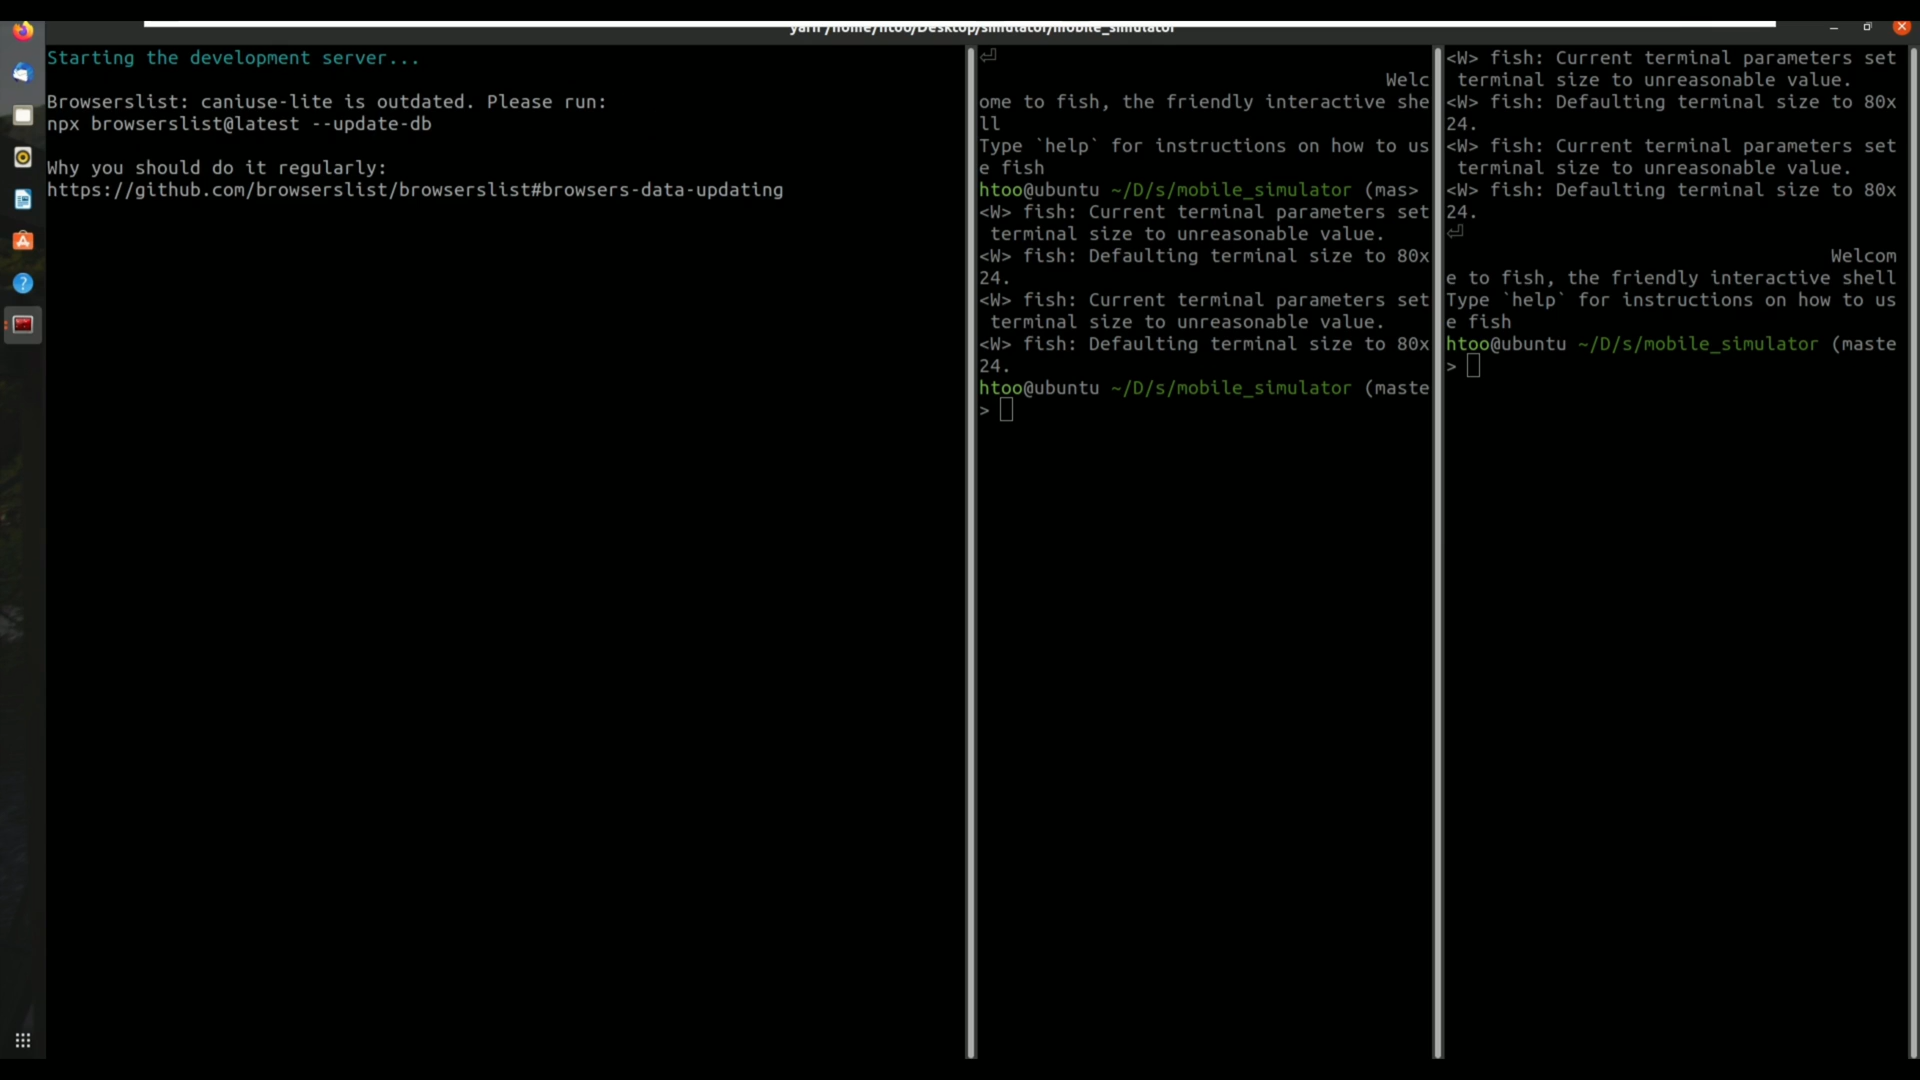 yarn /home/htoo/Desktop/simulator/mobile_simulator
Starting the development server...
Browserslist: caniuse-lite is outdated. Please run:
npx browserslist@latest --update-db
Why you should do it regularly:
https://github.com/browserslist/browserslist#browsers-data-updating
⏎
Welc
ome to fish, the friendly interactive she
ll
Type `help` for instructions on how to us
e fish
htoo@ubuntu ~/D/s/mobile_simulator (mas>
<W> fish: Current terminal parameters set
terminal size to unreasonable value.
<W> fish: Defaulting terminal size to 80x
24.
<W> fish: Current terminal parameters set
terminal size to unreasonable value.
<W> fish: Defaulting terminal size to 80x
24.
htoo@ubuntu ~/D/s/mobile_simulator (maste
>
<W> fish: Current terminal parameters set
terminal size to unreasonable value.
<W> fish: Defaulting terminal size to 80x
24.
<W> fish: Current terminal parameters set
terminal size to unreasonable value.
<W> fish: Defaulting terminal size to 80x
24.
⏎
Welcom
e to fish, the friendly interactive shell
Type `help` for instructions on how to us
e fish
htoo@ubuntu ~/D/s/mobile_simulator (maste
>